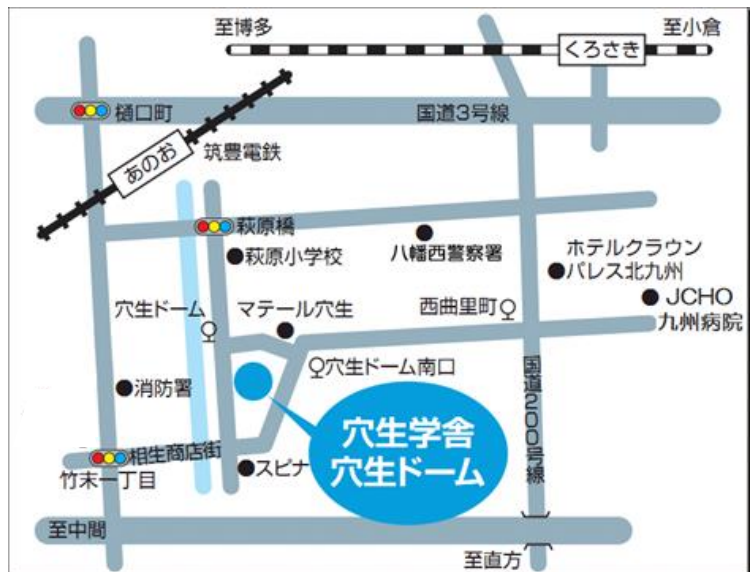 至博多
至小倉
くろさき
樋口町
国道3号線
あのお
筑豊電鉄
萩原橋
萩原小学校
八幡西警察署
ホテルクラウン
パレス北九州
JCHO
九州病院
穴生ドーム
マテール穴生
西曲里町
穴生ドーム南口
消防署
国道200号線
穴生学舎
穴生ドーム
相生商店街
竹末一丁目
スピナ
至中間
至直方